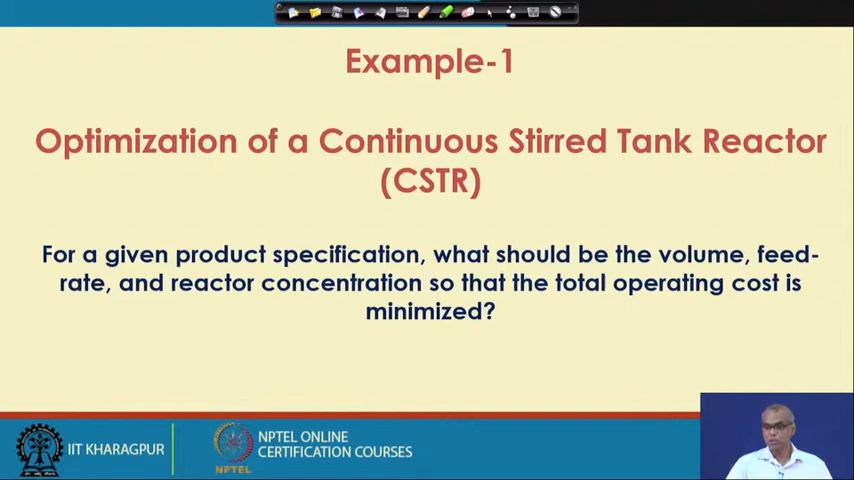 Example-1
Optimization of a Continuous Stirred Tank Reactor
(CSTR)
For a given product specification, what should be the volume, feed-
rate, and reactor concentration so that the total operating cost is
minimized?
IIT KHARAGPUR
NPTEL
NPTEL ONLINE
CERTIFICATION COURSES